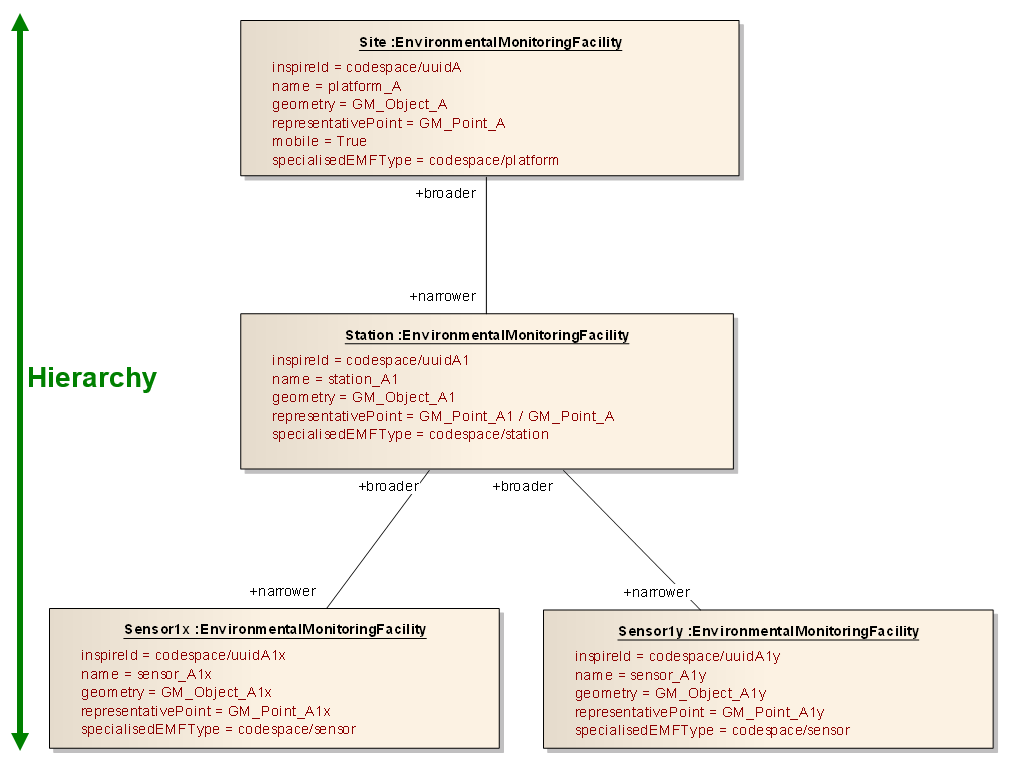 Site :EnvironmentalMonitoringFacility
inspireId = codespace/uuidA
name = platform_A
geometry = GM_Object_A
representativePoint = GM_Point_A
mobile = True
specialisedEMFType = codespace/platform
+broader
+narrower
Station :EnvironmentalMonitoringFacility
inspireId = codespace/uuidA1
name = station_A1
geometry = GM_Object_A1
representativePoint = GM_Point_A1 / GM_Point_A
specialisedEMFType = codespace/station
Hierarchy
+broader
+broader
+narrower
+narrower
Sensor1x :EnvironmentalMonitoringFacility
inspireId = codespace/uuidA1x
name = sensor_A1x
geometry = GM_Object_A1x
representativePoint = GM_Point_A1x
specialisedEMFType = codespace/sensor
Sensor1y :EnvironmentalMonitoringFacility
inspireId = codespace/uuidA1y
name = sensor_A1y
geometry = GM_Object_A1y
representativePoint = GM_Point_A1y
specialisedEMFType = codespace/sensor